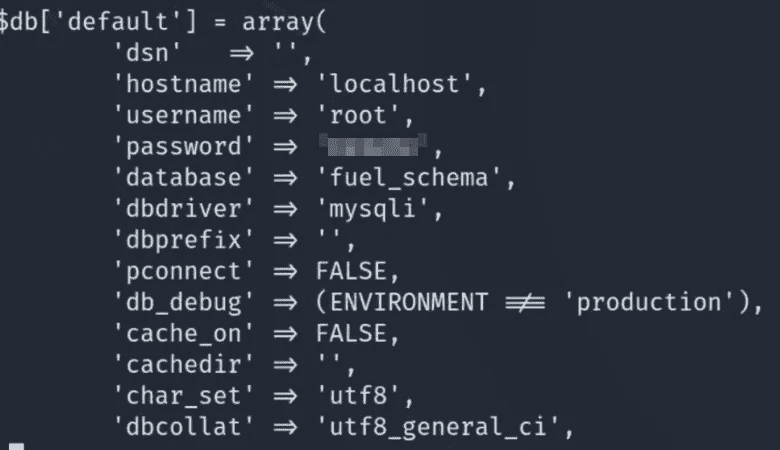 $db['default'] = array(
'dsn' => '',
'hostname' => 'localhost',
'username' => 'root',
'password' => ,
'database' => 'fuel_schema',
'dbdriver' => 'mysqli',
'dbprefix' => '',
'pconnect' => FALSE,
'db_debug' => (ENVIRONMENT !== 'production'),
'cache_on' => FALSE,
'cachedir' => '',
'char_set' => 'utf8',
'dbcollat' => 'utf8_general_ci',